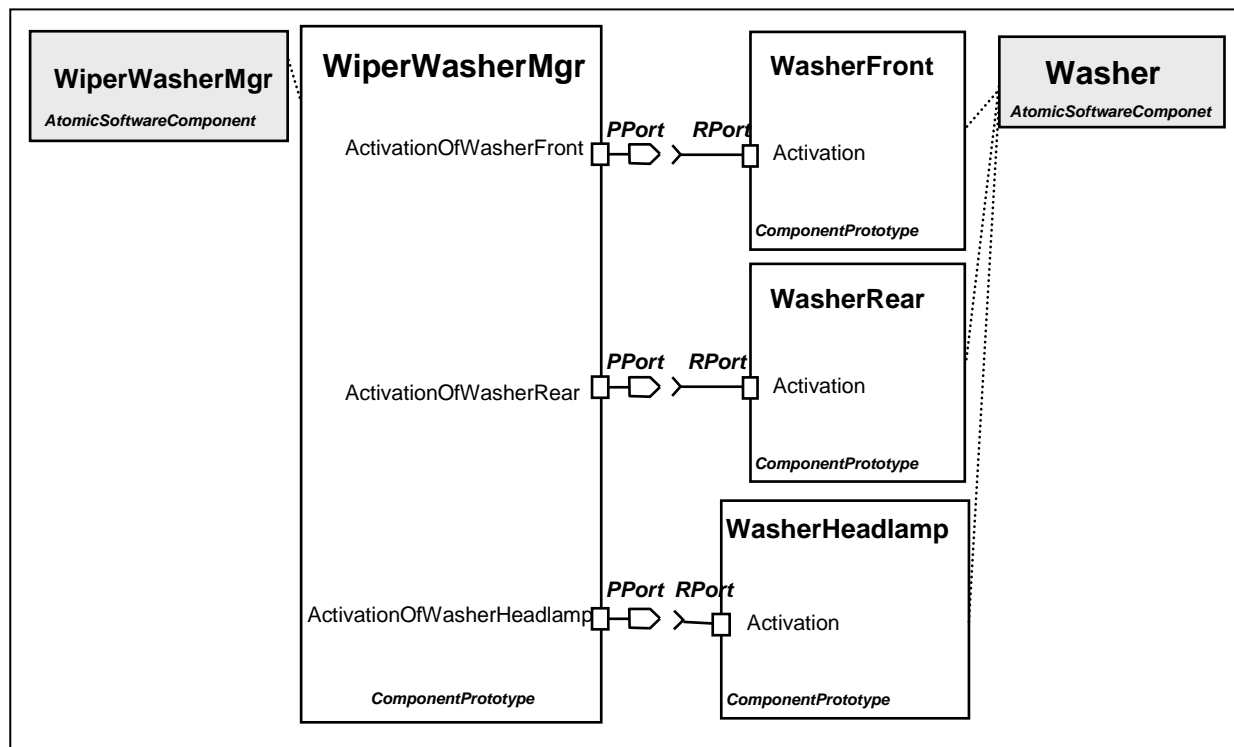 WiperWasherMgr
AtomicSoftwareComponent
WiperWasherMgr
ActivationOfWasherFront
ActivationOfWasherRear
ActivationOfWasherHeadlamp
ComponentPrototype
PPort RPort
PPort RPort
PPort RPort
WasherFront
Activation
ComponentPrototype
WasherRear
Activation
ComponentPrototype
WasherHeadlamp
Activation
ComponentPrototype
Washer
AtomicSoftwareComponet